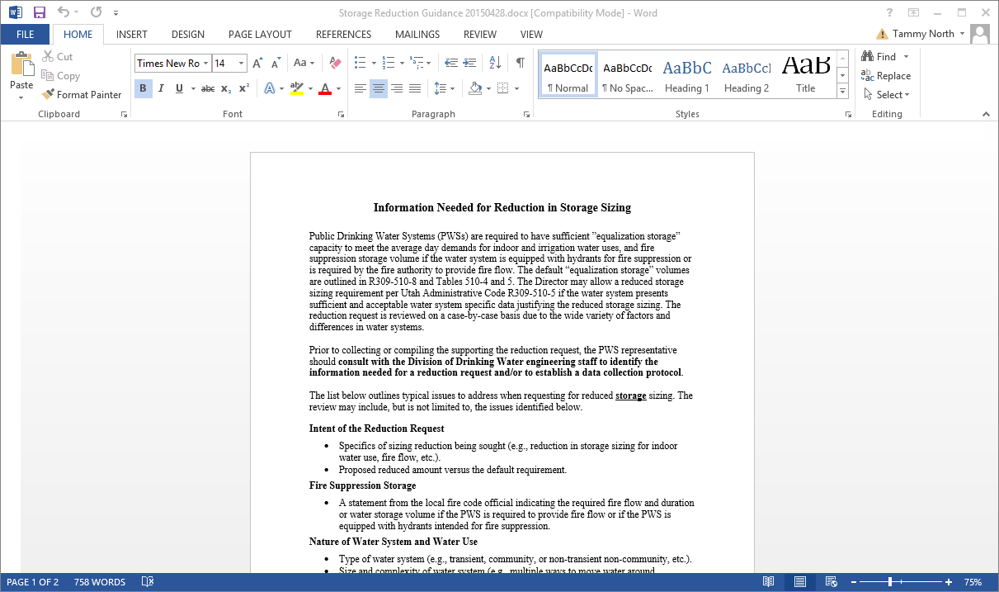 Storage Reduction Guidance 20150428.docx [Compatibility Mode] - Word
FILE HOME INSERT DESIGN PAGE LAYOUT REFERENCES MAILINGS REVIEW VIEW Tammy North
Paste
Cut
Copy
Format Painter
Clipboard
Times New Ro 14
Aa
B I U abc x₂ x²
A ab A
Font
Paragraph
AaBbCcDc AaBbCcDc AaBbC AaBbCcI AaB
¶ Normal ¶ No Spac... Heading 1 Heading 2 Title
Styles
Find
Replace
Select
Editing
Information Needed for Reduction in Storage Sizing
Public Drinking Water Systems (PWSs) are required to have sufficient ”equalization storage”
capacity to meet the average day demands for indoor and irrigation water uses, and fire
suppression storage volume if the water system is equipped with hydrants for fire suppression or
is required by the fire authority to provide fire flow. The default “equalization storage” volumes
are outlined in R309-510-8 and Tables 510-4 and 5. The Director may allow a reduced storage
sizing requirement per Utah Administrative Code R309-510-5 if the water system presents
sufficient and acceptable water system specific data justifying the reduced storage sizing. The
reduction request is reviewed on a case-by-case basis due to the wide variety of factors and
differences in water systems.
Prior to collecting or compiling the supporting the reduction request, the PWS representative
should consult with the Division of Drinking Water engineering staff to identify the
information needed for a reduction request and/or to establish a data collection protocol.
The list below outlines typical issues to address when requesting for reduced storage sizing. The
review may include, but is not limited to, the issues identified below.
Intent of the Reduction Request
• Specifics of sizing reduction being sought (e.g., reduction in storage sizing for indoor
water use, fire flow, etc.).
• Proposed reduced amount versus the default requirement.
Fire Suppression Storage
• A statement from the local fire code official indicating the required fire flow and duration
or water storage volume if the PWS is required to provide fire flow or if the PWS is
equipped with hydrants intended for fire suppression.
Nature of Water System and Water Use
• Type of water system (e.g., transient, community, or non-transient non-community, etc.).
• Size and complexity of water system (e.g., multiple ways to move water around
PAGE 1 OF 2 758 WORDS 75%